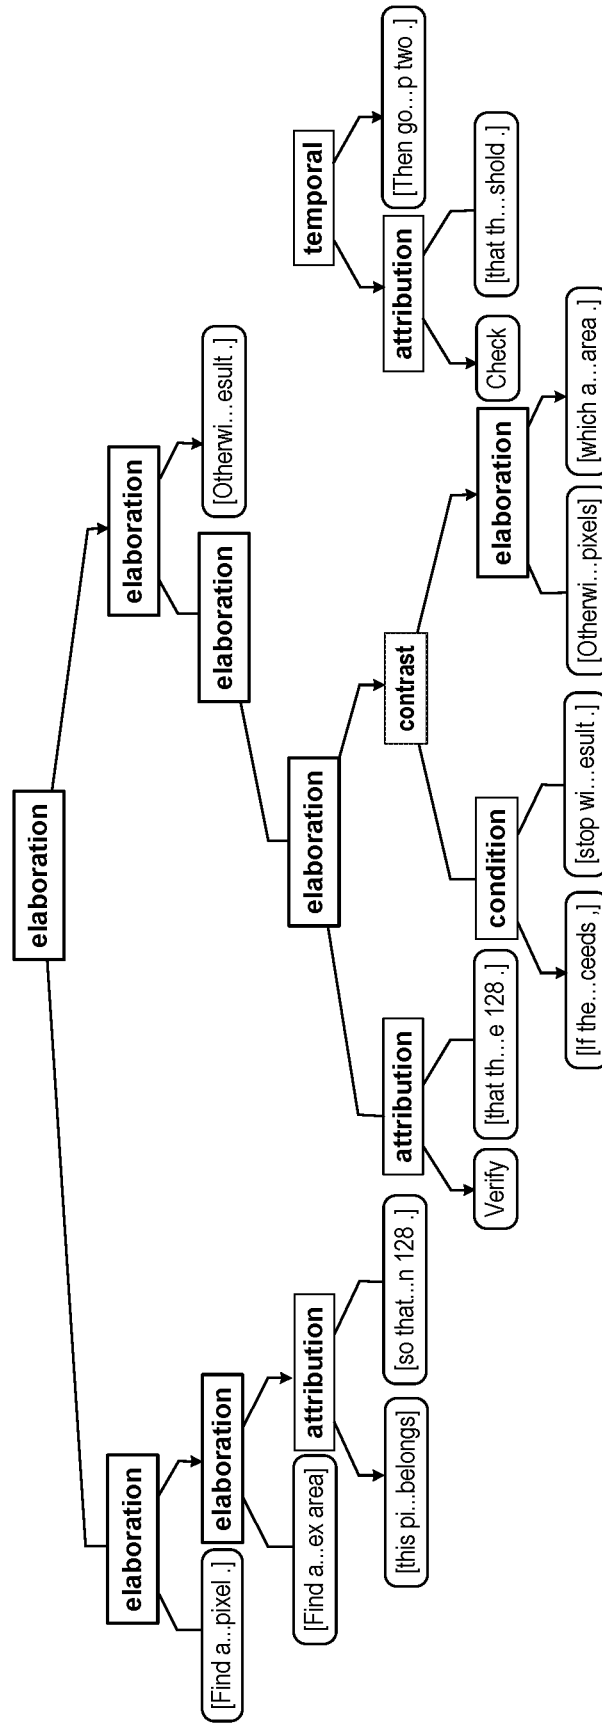 elaboration
elaboration
elaboration
[Find a...pixel .]
elaboration
elaboration
[Otherwi...esult .]
[Find a...ex area]
attribution
elaboration
temporal
[this pi...belongs]
[so that...n 128 .]
attribution
contrast
attribution
[Then go...p two .]
Verify
[that th...e 128 .]
condition
elaboration
Check
[that th...shold .]
[If the...ceeds ,]
[stop wi...esult .]
[Otherwi...pixels]
[which a...area .]